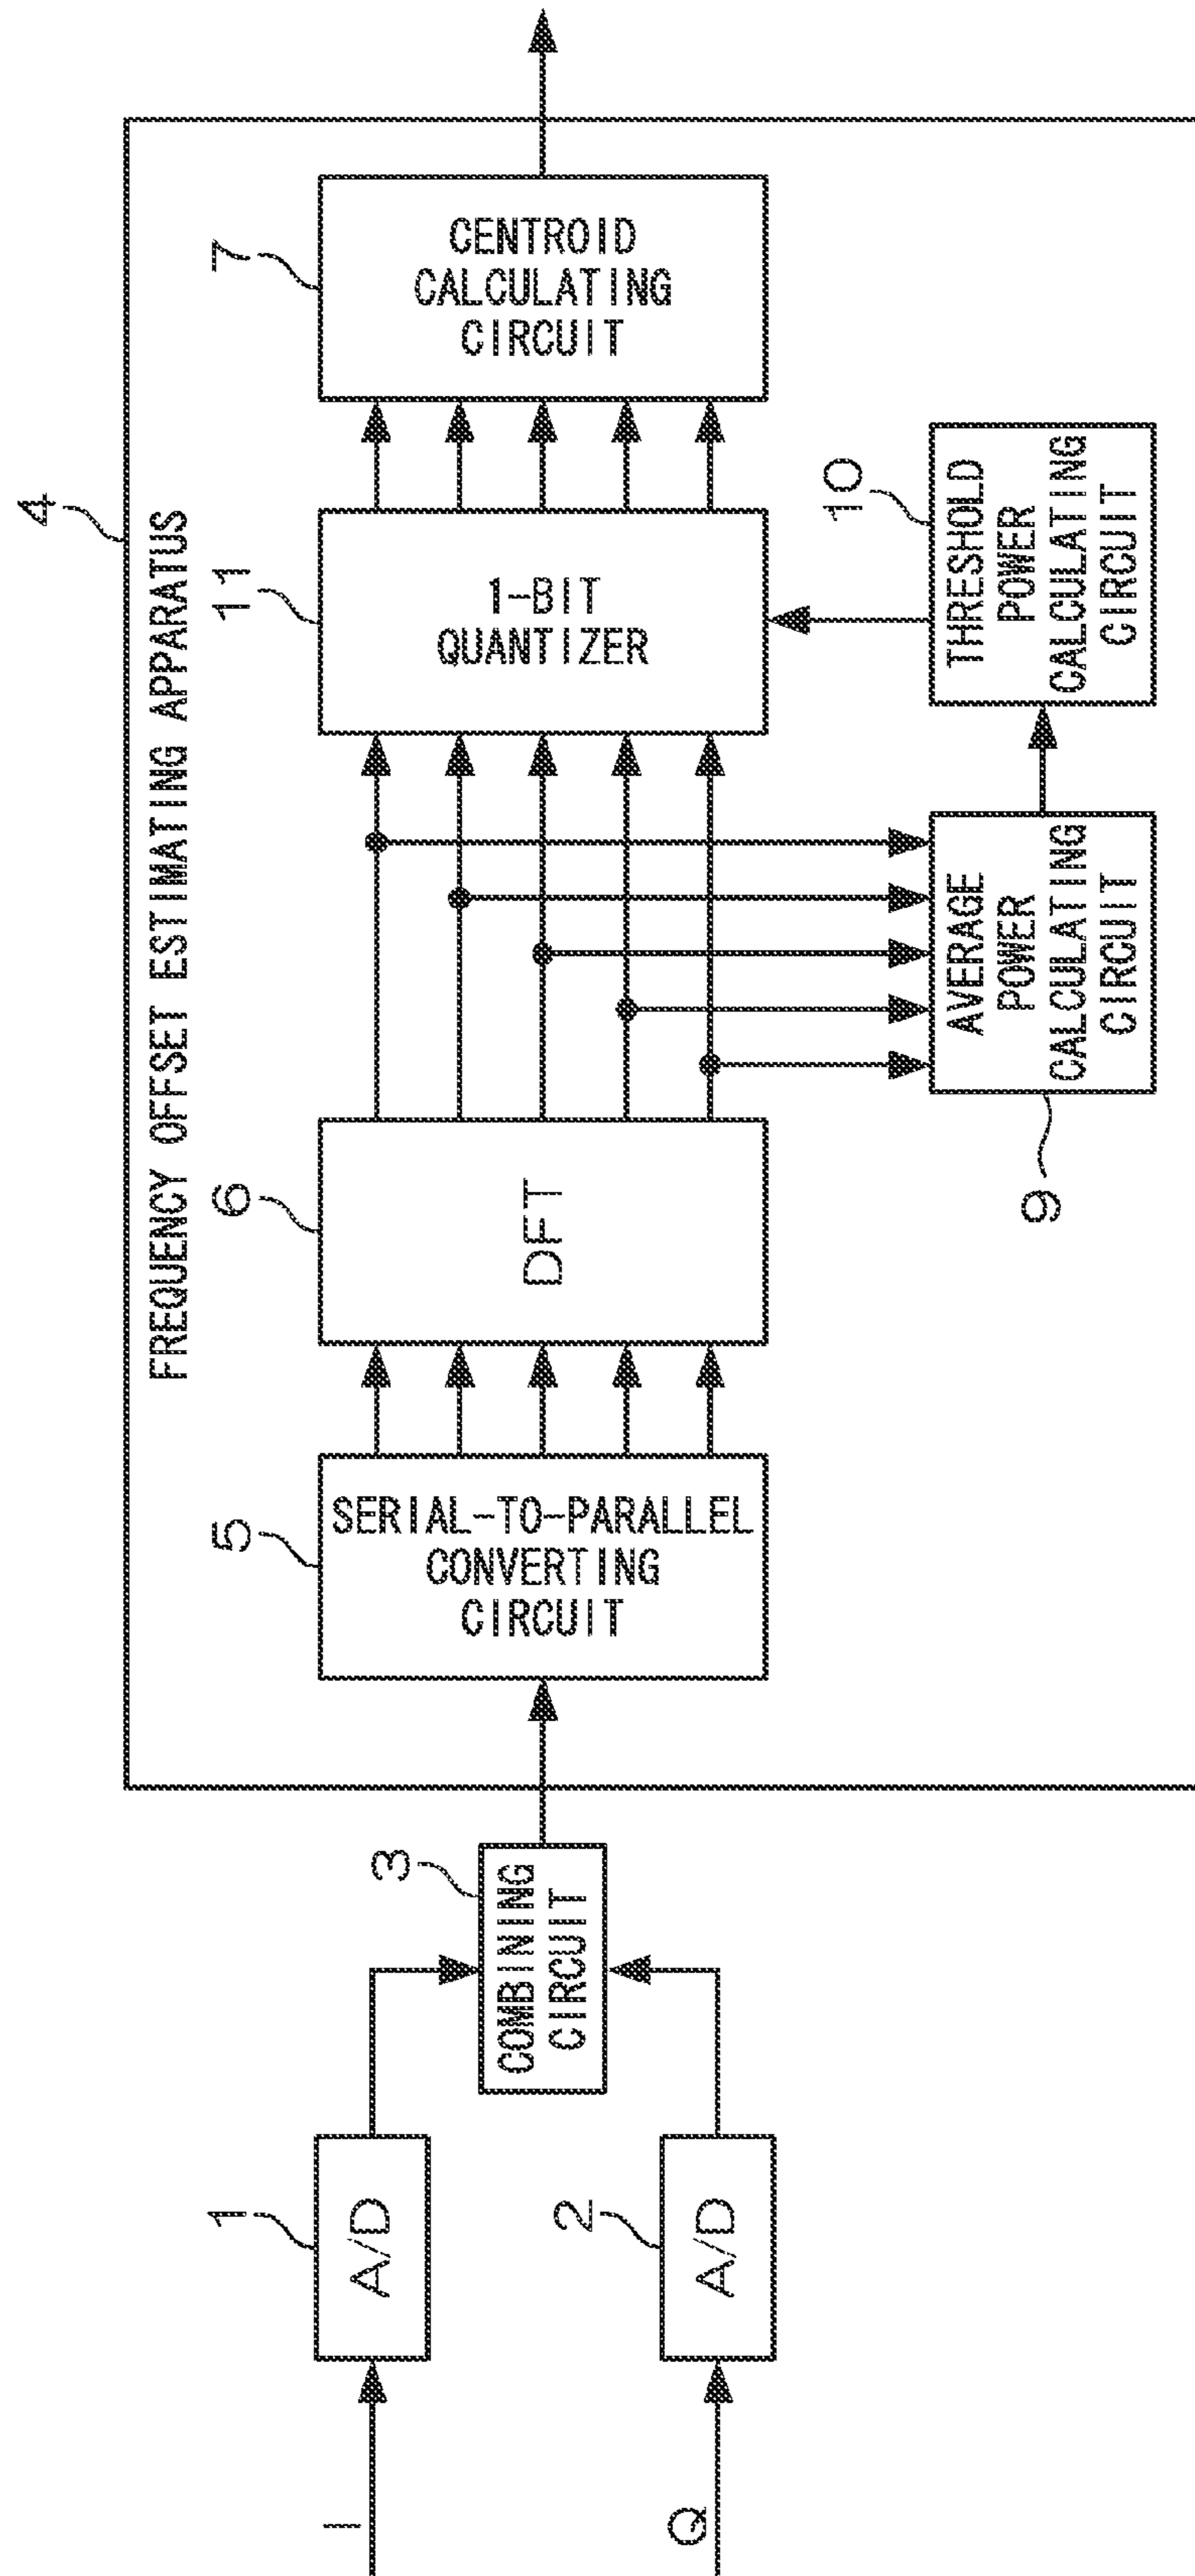 I
Q
1
A/D
2
A/D
3
COMBINING
CIRCUIT
4
FREQUENCY OFFSET ESTIMATING APPARATUS
5
SERIAL-TO-PARALLEL
CONVERTING
CIRCUIT
6
DFT
11
1-BIT
QUANTIZER
7
CENTROID
CALCULATING
CIRCUIT
9
AVERAGE
POWER
CALCULATING
CIRCUIT
10
THRESHOLD
POWER
CALCULATING
CIRCUIT